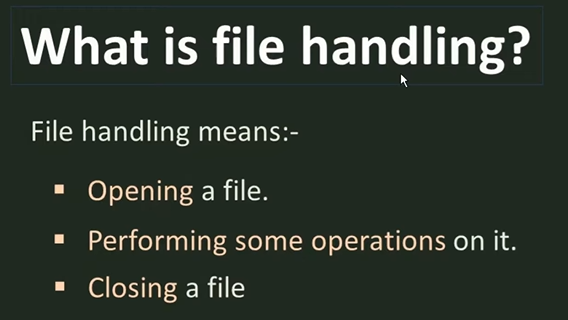 What is file handling?
File handling means:-
▪ Opening a file.
▪ Performing some operations on it.
▪ Closing a file